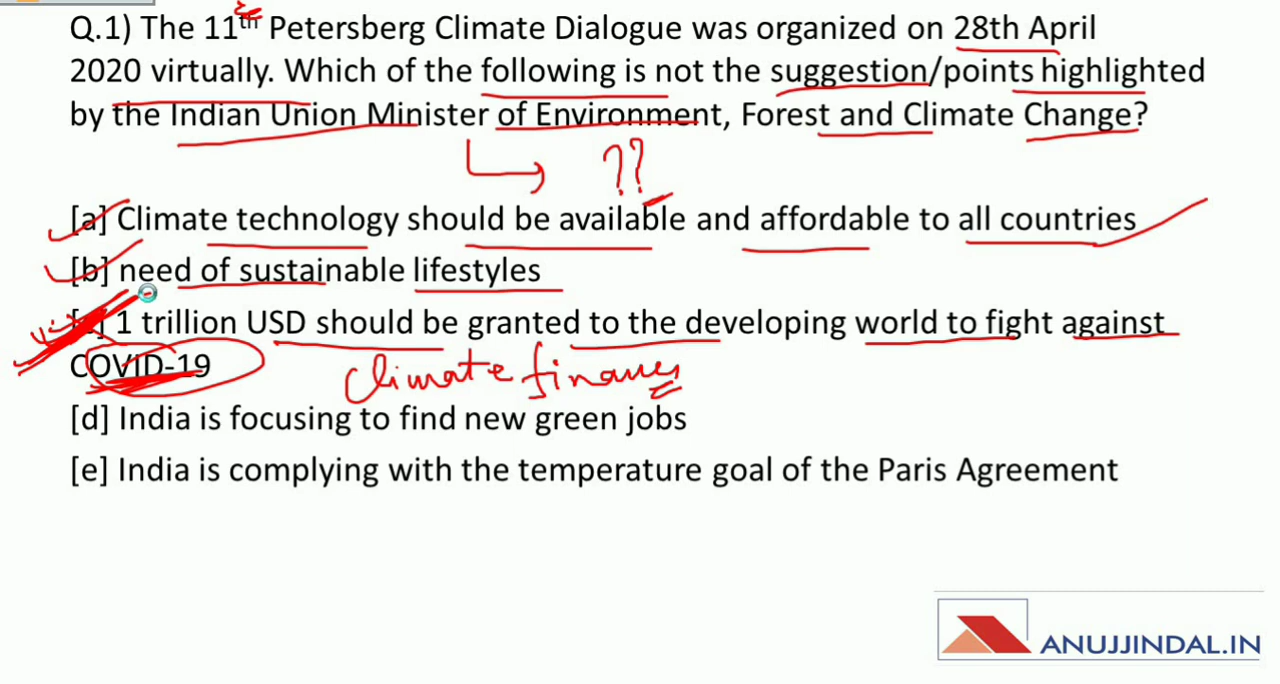 Q.1) The 11th Petersberg Climate Dialogue was organized on 28th April
2020 virtually. Which of the following is not the suggestion/points highlighted
by the Indian Union Minister of Environment, Forest and Climate Change?
??
[a] Climate technology should be available and affordable to all countries
[b] need of sustainable lifestyles
1 trillion USD should be granted to the developing world to fight against
COVID-19
Climate finance
[d] India is focusing to find new green jobs
[e] India is complying with the temperature goal of the Paris Agreement
ANUJJINDAL.IN